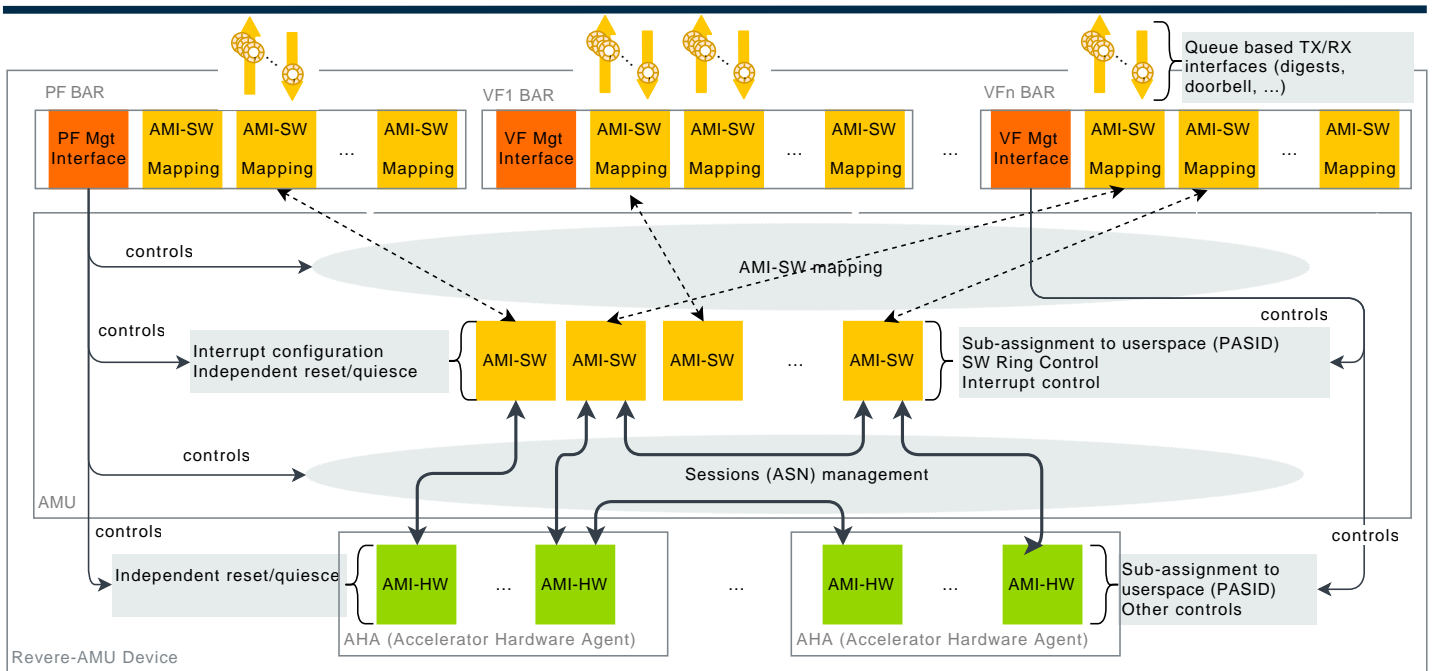 Queue based TX/RX
interfaces (digests,
doorbell, ...)
PF BAR
VF1 BAR
VFn BAR
PF Mgt
Interface
AMI-SW
Mapping
AMI-SW
Mapping
...
AMI-SW
Mapping
VF Mgt
Interface
AMI-SW
Mapping
AMI-SW
Mapping
...
AMI-SW
Mapping
...
VF Mgt
Interface
AMI-SW
Mapping
AMI-SW
Mapping
...
AMI-SW
Mapping
controls
AMI-SW mapping
controls
controls
Interrupt configuration
Independent reset/quiesce
AMI-SW
AMI-SW
AMI-SW
...
AMI-SW
Sub-assignment to userspace (PASID)
SW Ring Control
Interrupt control
controls
Sessions (ASN) management
AMU
controls
controls
Independent reset/quiesce
AMI-HW
...
AMI-HW
...
AMI-HW
...
AMI-HW
Sub-assignment to
userspace (PASID)
Other controls
AHA (Accelerator Hardware Agent)
AHA (Accelerator Hardware Agent)
Revere-AMU Device